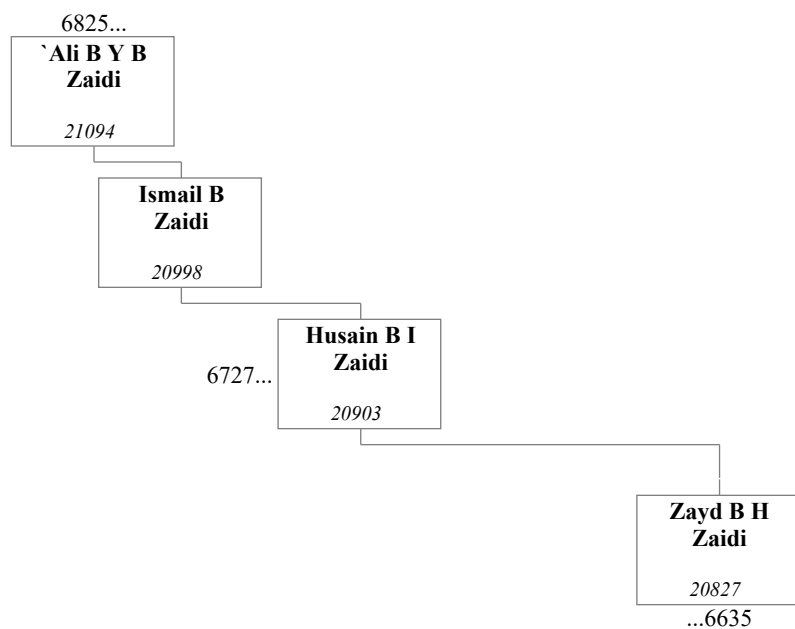 6825...
`Ali B Y B
Zaidi
21094
Ismail B
Zaidi
20998
Husain B I
Zaidi
6727...
20903
Zayd B H
Zaidi
20827
...6635